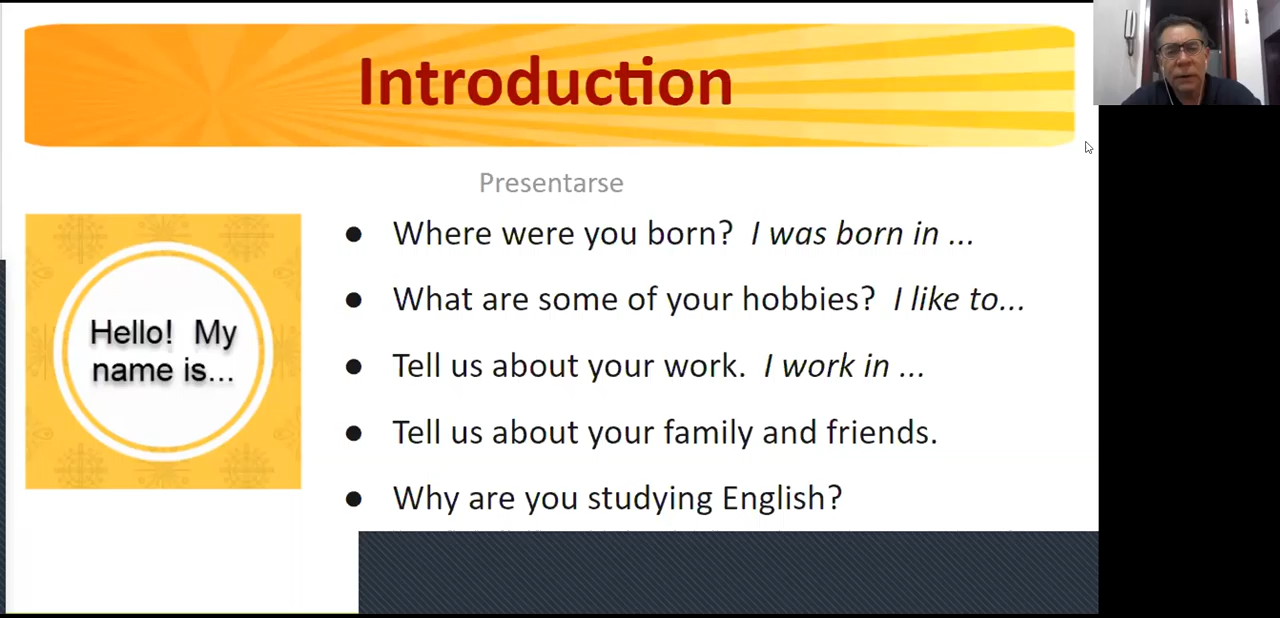 Introduction
Presentarse
Hello! My
name is...
● Where were you born? I was born in ...
● What are some of your hobbies? I like to...
● Tell us about your work. I work in ...
● Tell us about your family and friends.
● Why are you studying English?